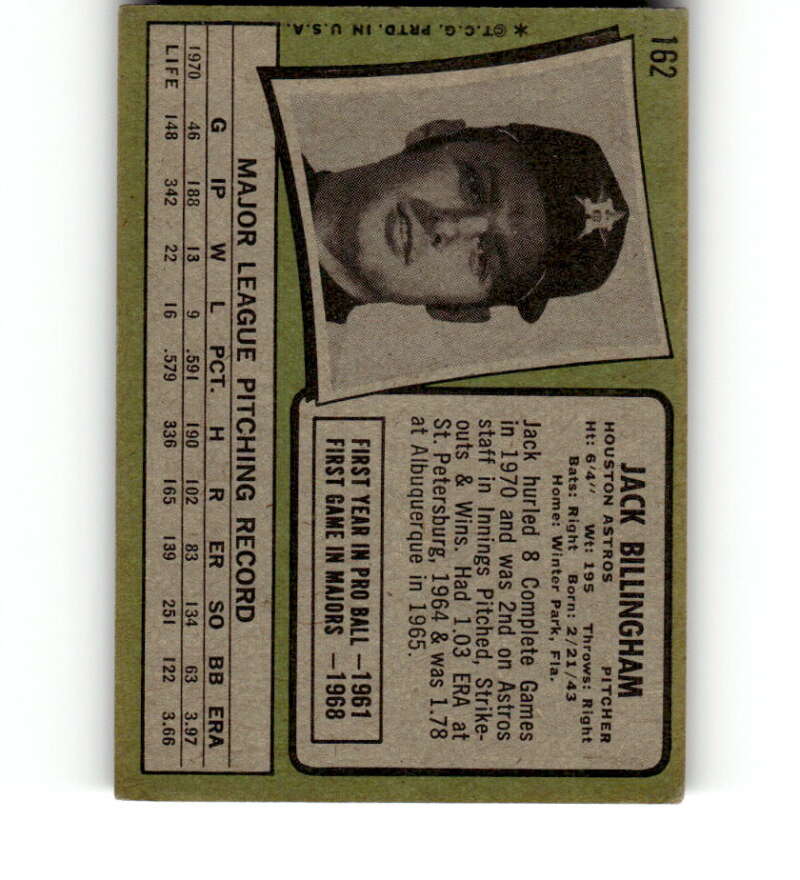 162
JACK BILLINGHAM
HOUSTON ASTROS PITCHER
Ht: 6'4" Wt: 195 Throws: Right
Bats: Right Born: 2/21/43
Home: Winter Park, Fla.
Jack hurled 8 Complete Games
in 1970 and was 2nd on Astros
staff in Innings Pitched, Strike-
outs & Wins. Had 1.03 ERA at
St. Petersburg, 1964 & was 1.78
at Albuquerque in 1965.
FIRST YEAR IN PRO BALL —1961
FIRST GAME IN MAJORS —1968
MAJOR LEAGUE PITCHING RECORD
G IP W L PCT. H R ER SO BB ERA
1970 46 188 13 9 .591 190 102 83 134 63 3.97
LIFE 148 342 22 16 .579 336 165 139 251 122 3.66
* ©T.C.G. PRTD. IN U.S.A.